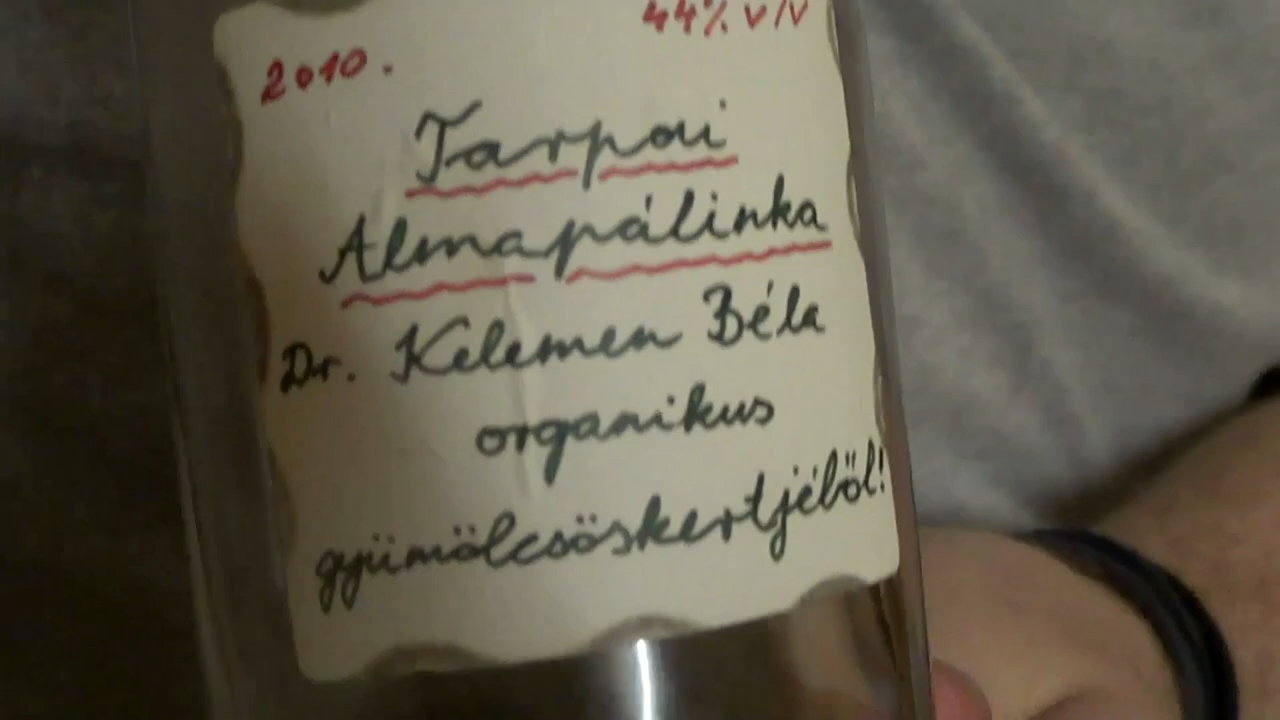 2010. 44% v/v
Tarpai
Almapálinka
Dr. Kelemen Béla
organikus
gyümölcsöskertjéből!